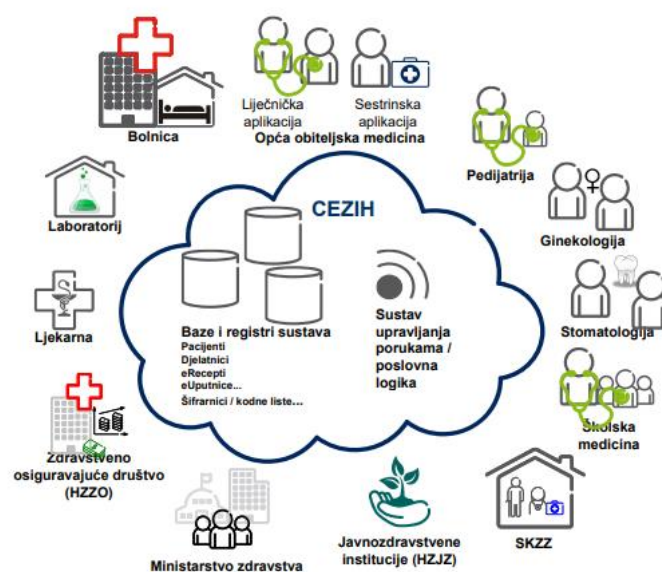 Bolnica
Liječnička
aplikacija
Sestrinska
aplikacija
Opća obiteljska medicina
Pedijatrija
Laboratorij
CEZIH
Ginekologija
Ljekarna
Baze i registri sustava
Pacijenti
Djelatnici
eRecepti
eUputnice...
Šifrarnici / kodne liste...
Sustav
upravljanja
porukama /
poslovna
logika
Stomatologija
Školska
medicina
Zdravstveno
osiguravajuće društvo
(HZZO)
Ministarstvo zdravstva
Javnozdravstvene
institucije (HZJZ)
SKZZ